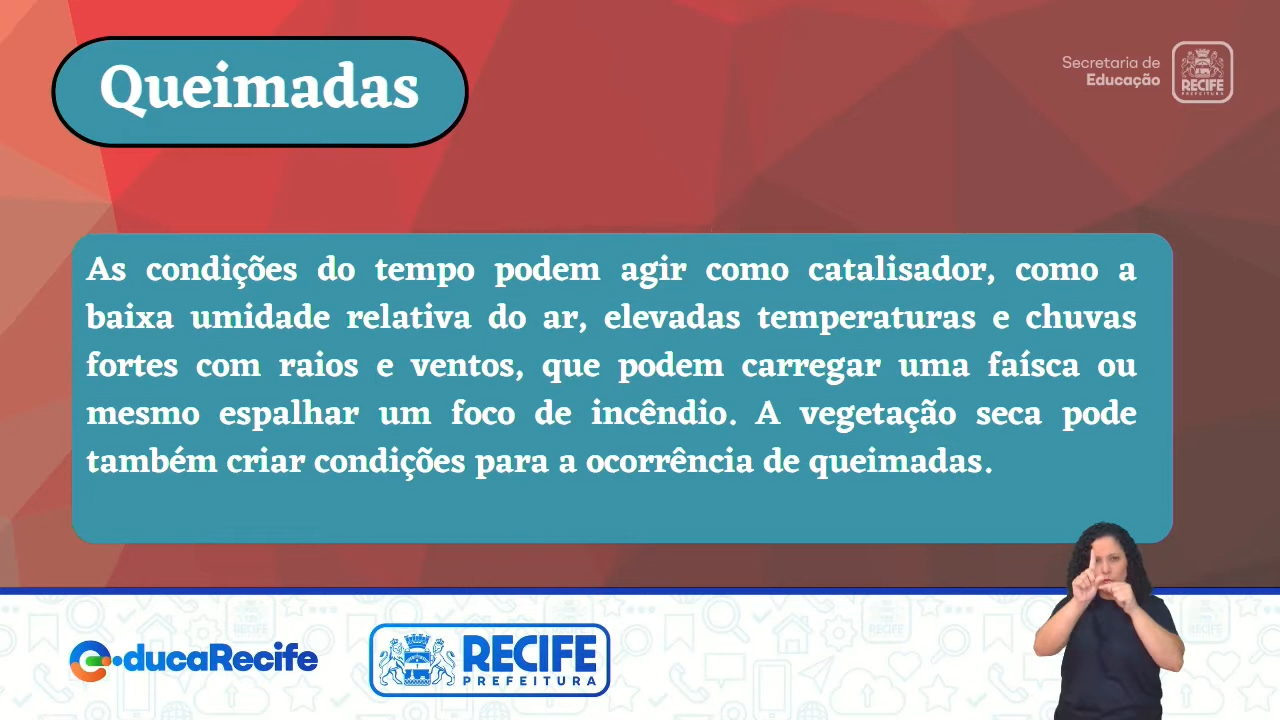 Queimadas
Secretaria de
Educação
RECIFE
PREFEITURA
As condições do tempo podem agir como catalisador, como a
baixa umidade relativa do ar, elevadas temperaturas e chuvas
fortes com raios e ventos, que podem carregar uma faísca ou
mesmo espalhar um foco de incêndio. A vegetação seca pode
também criar condições para a ocorrência de queimadas.
educaRecife
RECIFE
PREFEITURA